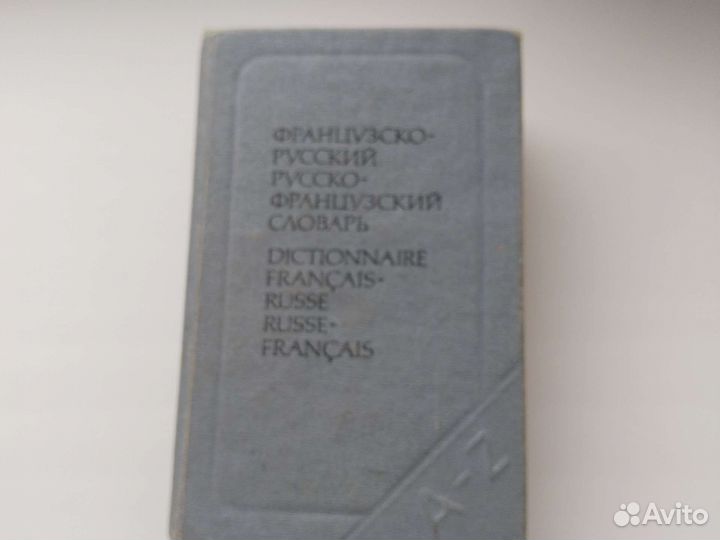 ФРАНЦУЗСКО-
РУССКИЙ
РУССКО-
ФРАНЦУЗСКИЙ
СЛОВАРЬ
DICTIONNAIRE
FRANÇAIS-
RUSSE
RUSSE-
FRANÇAIS
A-Z
Avito